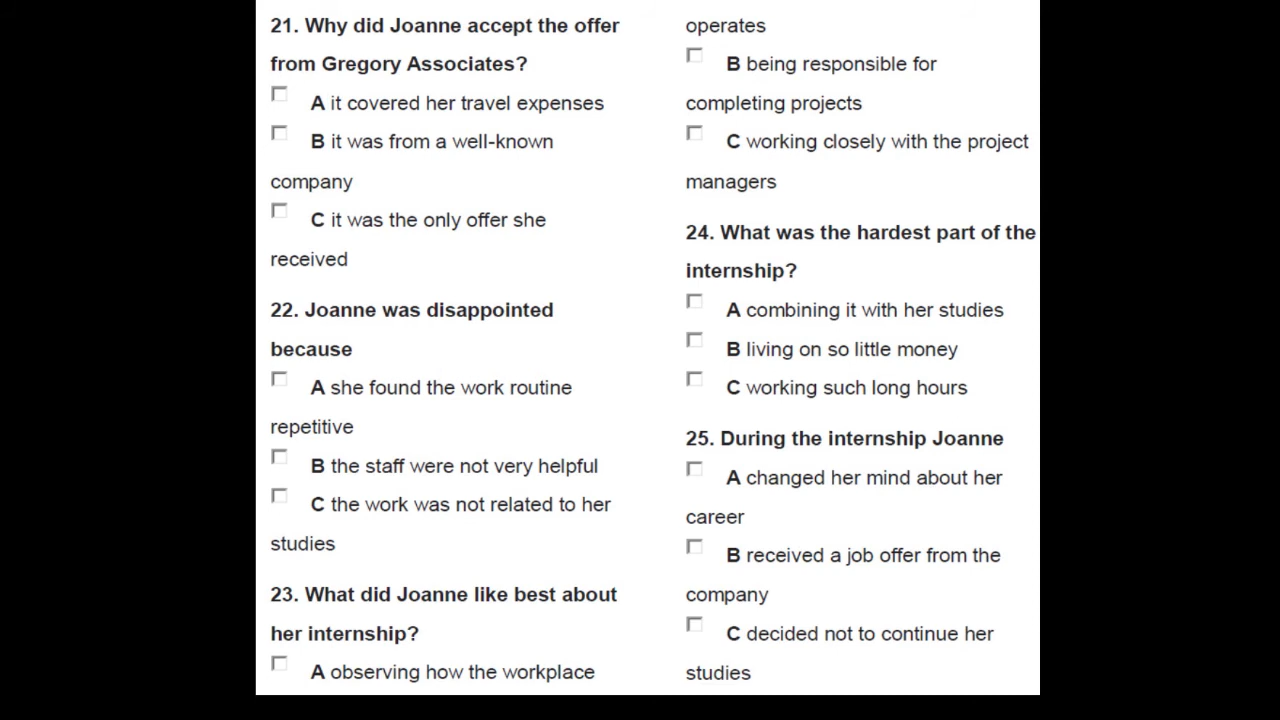 21. Why did Joanne accept the offer
from Gregory Associates?
A it covered her travel expenses
B it was from a well-known
company
C it was the only offer she
received
22. Joanne was disappointed
because
A she found the work routine
repetitive
B the staff were not very helpful
C the work was not related to her
studies
23. What did Joanne like best about
her internship?
A observing how the workplace
operates
B being responsible for
completing projects
C working closely with the project
managers
24. What was the hardest part of the
internship?
A combining it with her studies
B living on so little money
C working such long hours
25. During the internship Joanne
A changed her mind about her
career
B received a job offer from the
company
C decided not to continue her
studies